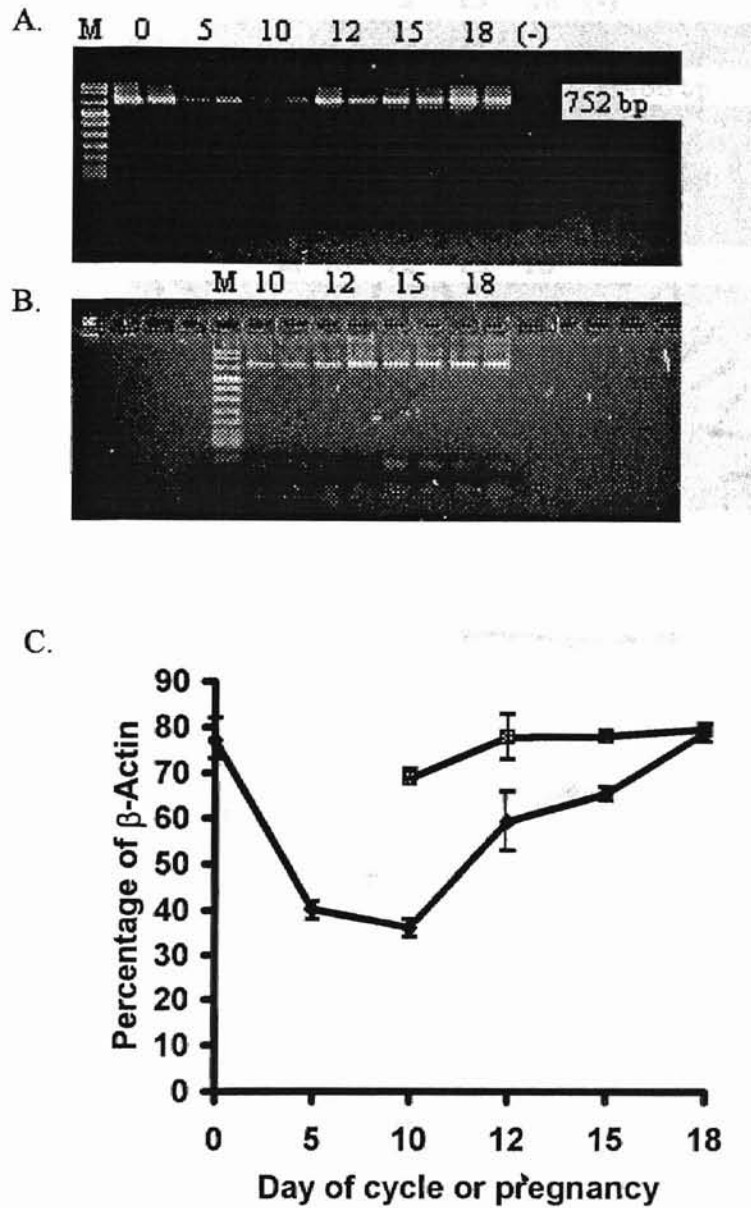 A.
M 0 5 10 12 15 18 (-)
752 bp
B.
M 10 12 15 18
C.
Percentage of β-Actin
90
80
70
60
50
40
30
20
10
0
0 5 10 12 15 18
Day of cycle or pregnancy